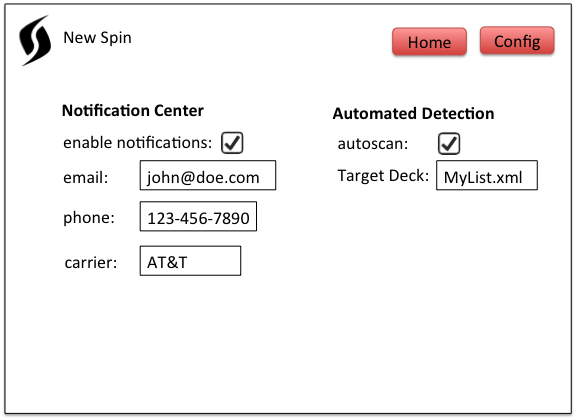 New Spin
Home
Config
Notification Center
enable notifications:
email: john@doe.com
phone: 123-456-7890
carrier: AT&T
Automated Detection
autoscan:
Target Deck: MyList.xml